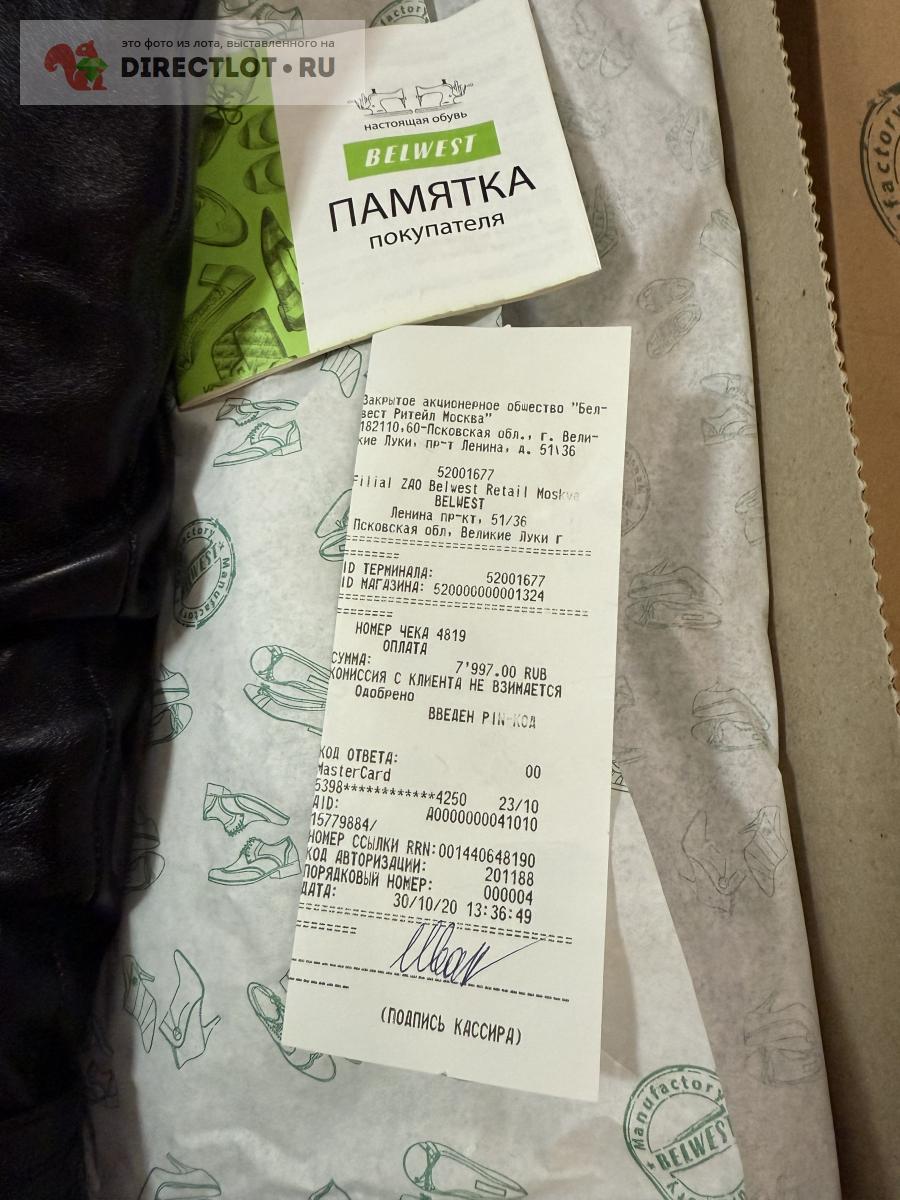 это фото из лота, выставленного на
DIRECTLOT.RU
настоящая обувь
BELWEST
ПАМЯТКА
покупателя
Закрытое акционерное общество "Бел-
вест Ритейл Москва"
182110,60-Псковская обл., г. Вели-
кие Луки, пр-т Ленина, д. 51\36
52001677
Filial ZAO Belwest Retail Moskva
BELWEST
Ленина пр-кт, 51/36
Псковская обл, Великие Луки г
ID ТЕРМИНАЛА: 52001677
ID МАГАЗИНА: 520000000001324
НОМЕР ЧЕКА 4819
ОПЛАТА
СУММА: 7'997.00 RUB
КОМИССИЯ С КЛИЕНТА НЕ ВЗИМАЕТСЯ
Одобрено
ВВЕДЕН PIN-КОД
КОД ОТВЕТА: 00
MasterCard
5398************4250 23/10
AID: A0000000041010
15779884/
НОМЕР ССЫЛКИ RRN:001440648190
КОД АВТОРИЗАЦИИ: 201188
ПОРЯДКОВЫЙ НОМЕР: 000004
ДАТА: 30/10/20 13:36:49
(ПОДПИСЬ КАССИРА)
factory
Manufactory
BELWEST
Manufactory
BELWEST